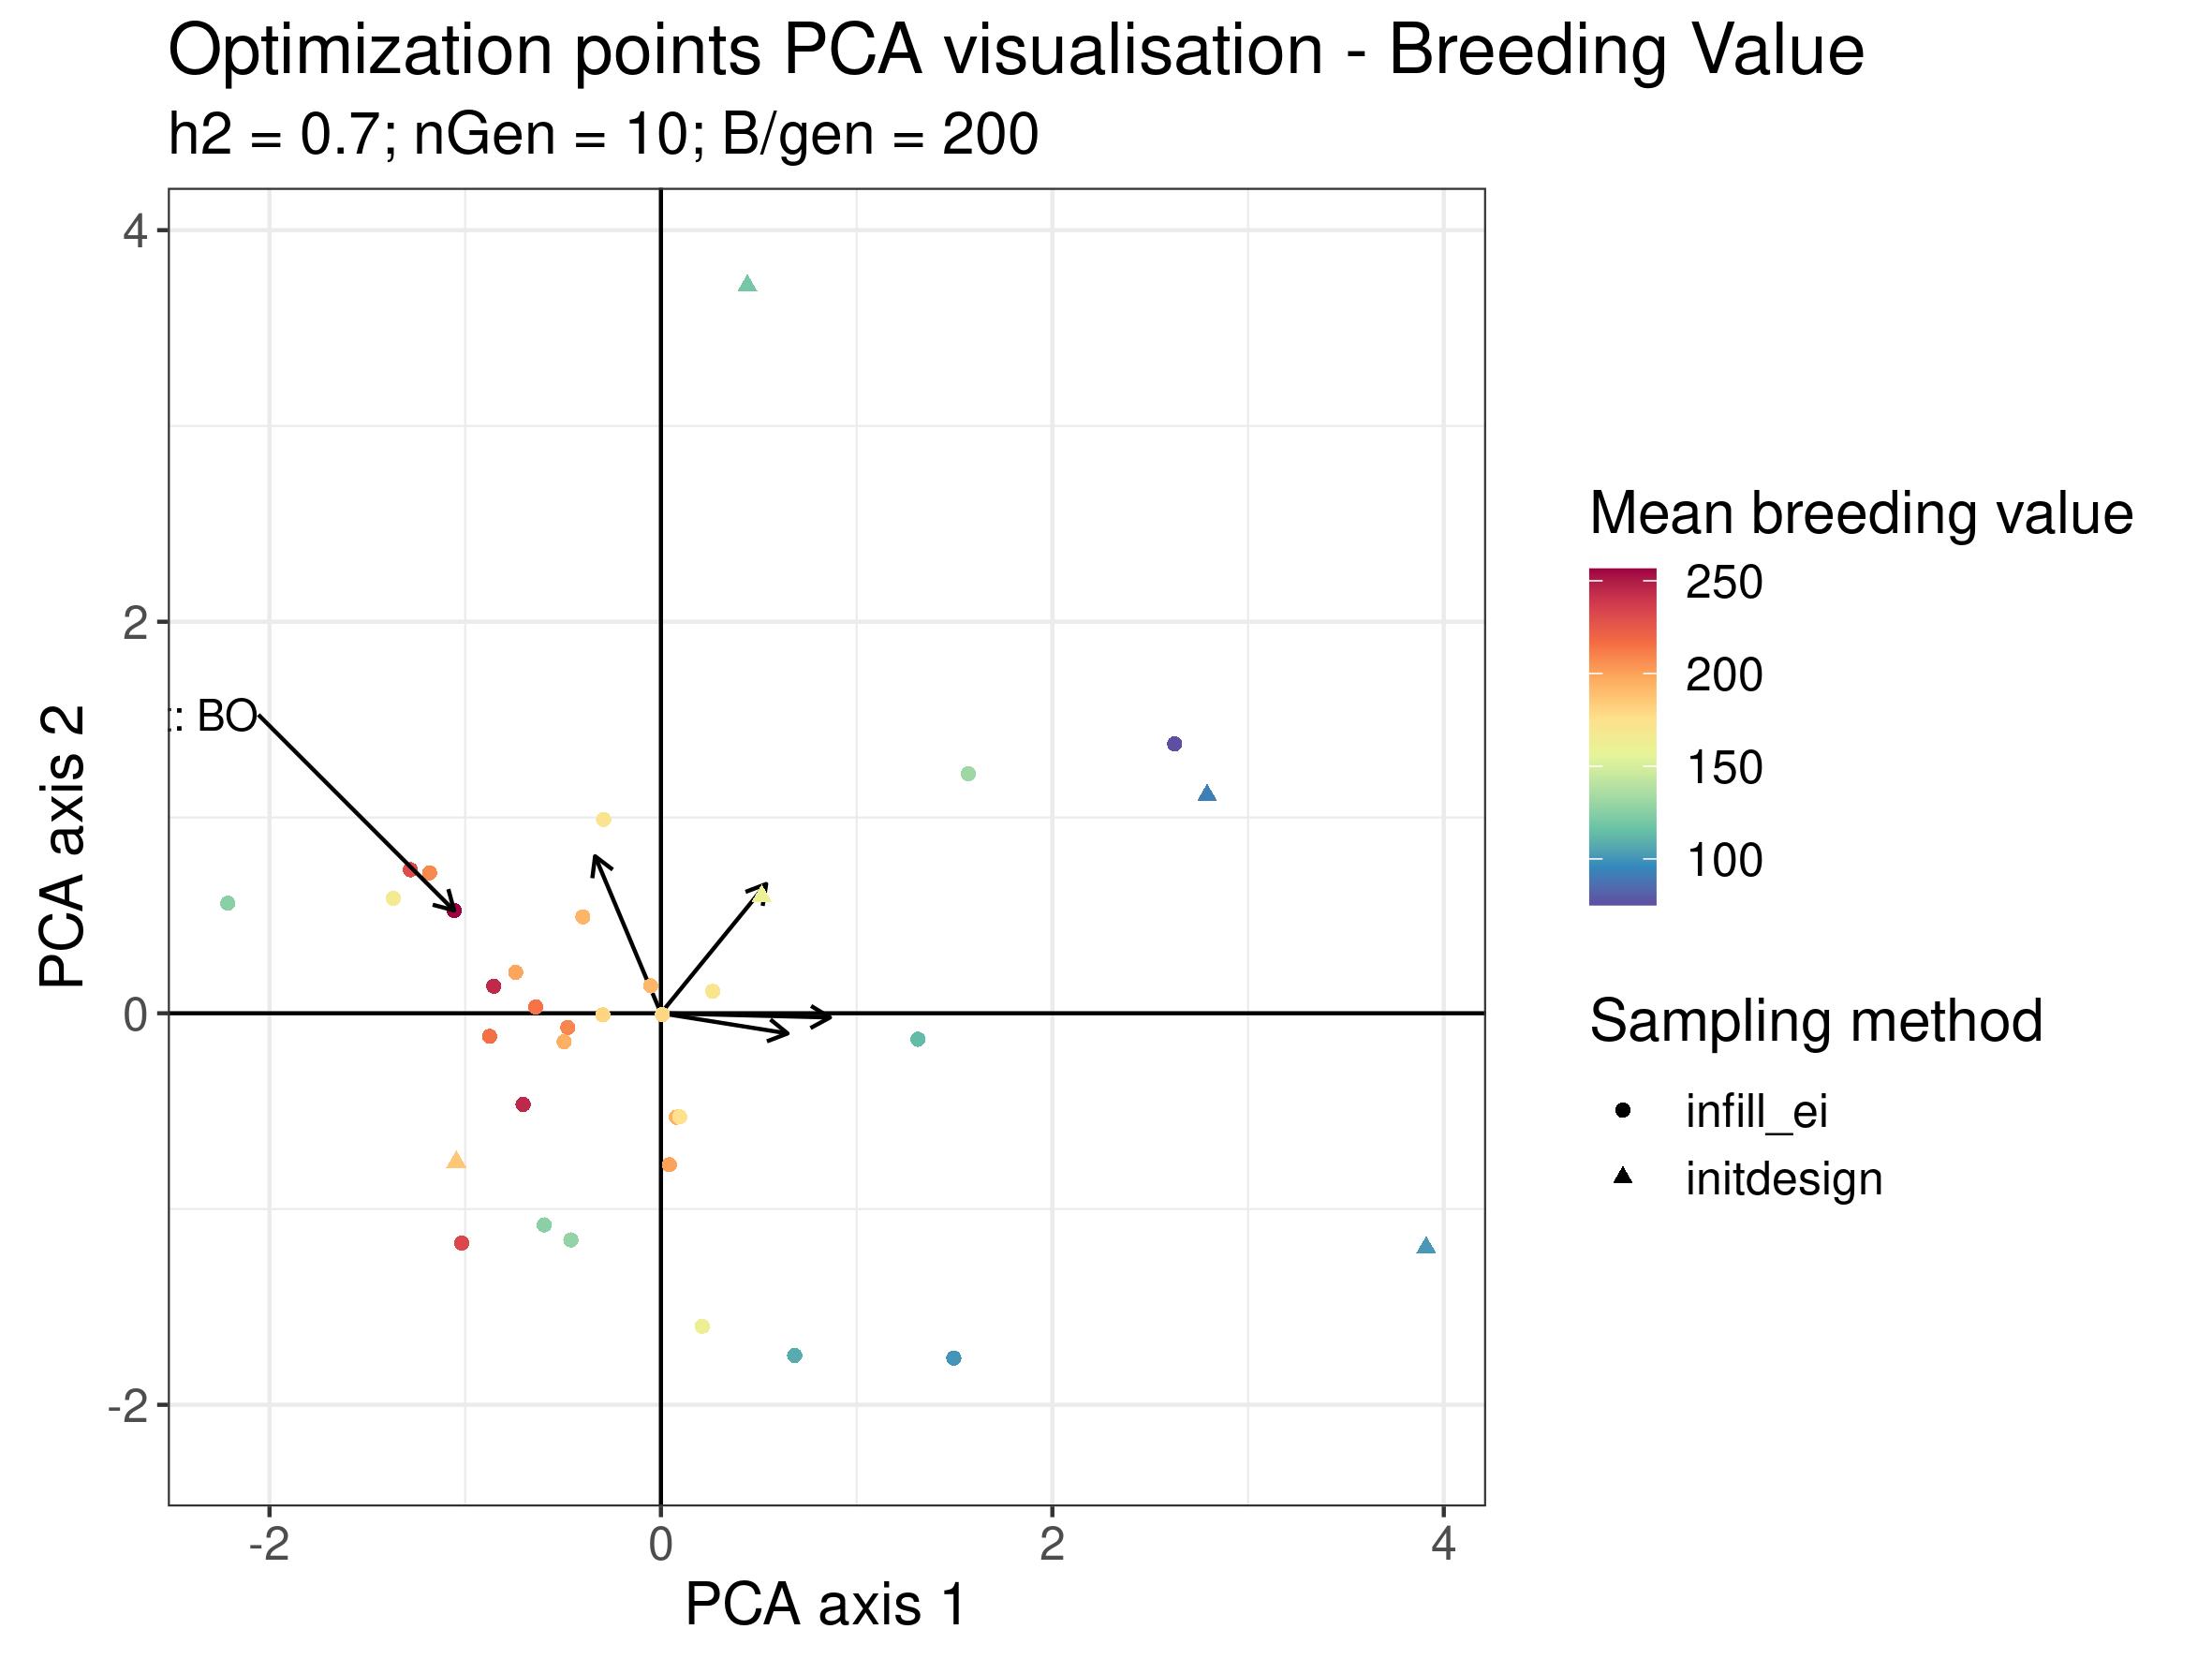 Optimization points PCA visualisation - Breeding Value
h2 = 0.7; nGen = 10; B/gen = 200
4
2
0
-2
PCA axis 2
: BO
-2
0
2
4
PCA axis 1
Mean breeding value
250
200
150
100
Sampling method
infill_ei
initdesign